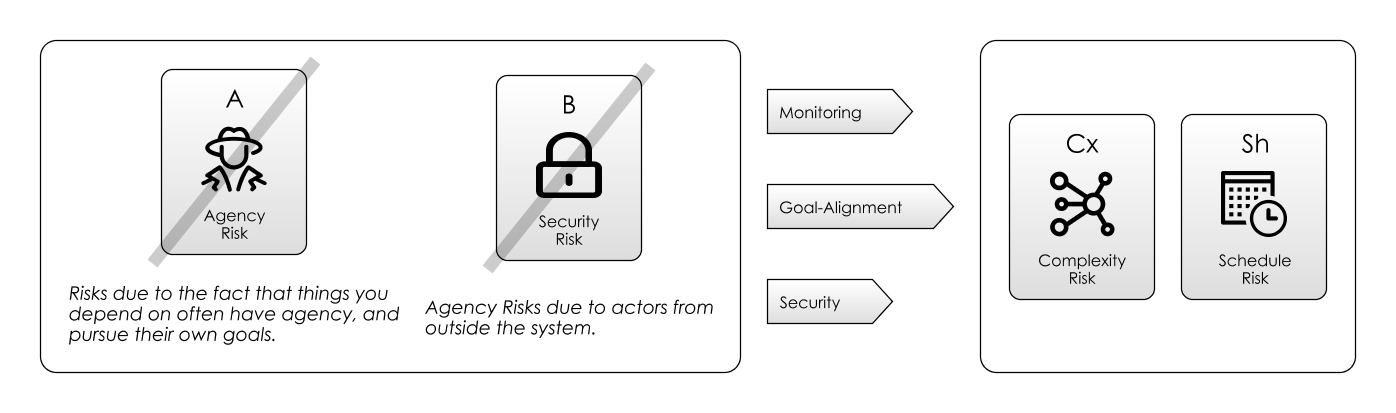 A
Agency
Risk
Risks due to the fact that things you
depend on often have agency, and
pursue their own goals.
B
Security
Risk
Agency Risks due to actors from
outside the system.
Monitoring
Goal-Alignment
Security
Cx
Complexity
Risk
Sh
Schedule
Risk